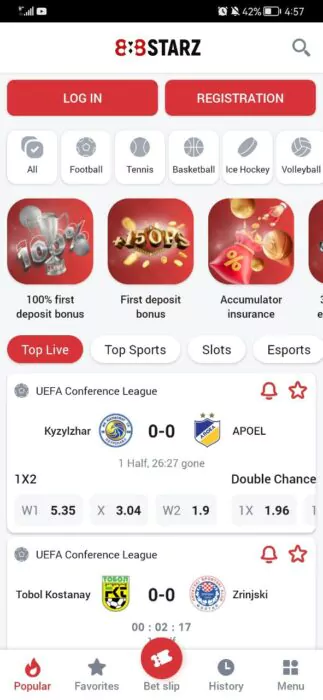 42% 4:57
888STARZ
LOG IN
REGISTRATION
All
Football
Tennis
Basketball
Ice Hockey
Volleyball
100%
+150FS
100% first
deposit bonus
First deposit
bonus
Accumulator
insurance
Top Live
Top Sports
Slots
Esports
UEFA Conference League
Kyzylzhar 0-0 APOEL
1 Half, 26:27 gone
1X2 Double Chance
W1 5.35 X 3.04 W2 1.9 1X 1.96
UEFA Conference League
Tobol Kostanay 0-0 Zrinjski
00 : 02 : 17
Popular
Favorites
Bet slip
History
Menu